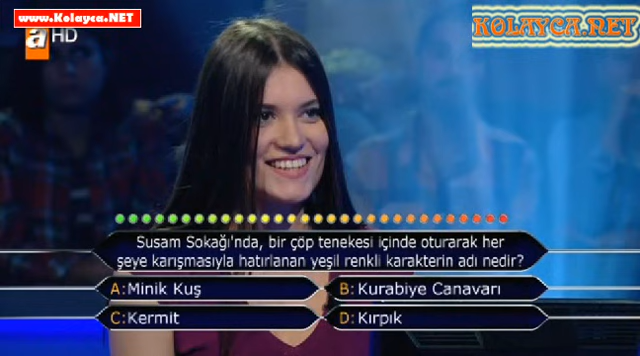 www.Kolayca.NET
KOLAYCA.NET
a HD
Susam Sokağı'nda, bir çöp tenekesi içinde oturarak her
şeye karışmasıyla hatırlanan yeşil renkli karakterin adı nedir?
A:Minik Kuş
B:Kurabiye Canavarı
C:Kermit
D:Kırpık